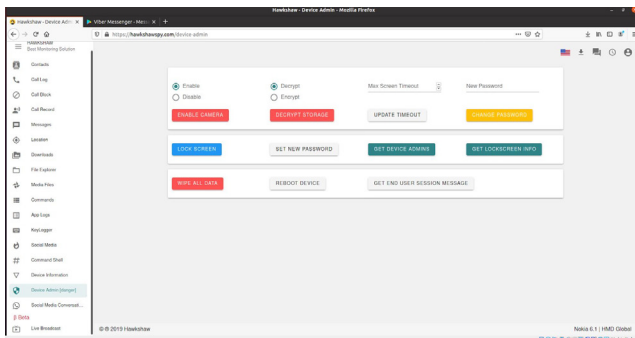 Hawkshaw - Device Admin - Mozilla Firefox
Hawkshaw - Device Admi
Viber Messenger - Mess
https://hawkshawspy.com/device admin
HAWKSHAW
Best Monitoring Solution
Contacts
Call Log
Call Block
Call Record
Messages
Location
Downloads
File Explorer
Media Files
Commands
App Logs
KeyLogger
Social Media
Command Shell
Device Information
Device Admin [danger]
Social Media Conversati...
β Beta
Live Broadcast
Enable
Disable
Decrypt
Encrypt
Max Screen Timeout
New Password
ENABLE CAMERA
DECRYPT STORAGE
UPDATE TIMEOUT
CHANGE PASSWORD
LOCK SCREEN
SET NEW PASSWORD
GET DEVICE ADMINS
GET LOCKSCREEN INFO
WIPE ALL DATA
REBOOT DEVICE
GET END USER SESSION MESSAGE
© ® 2019 Hawkshaw
Nokia 6.1 | HMD Global